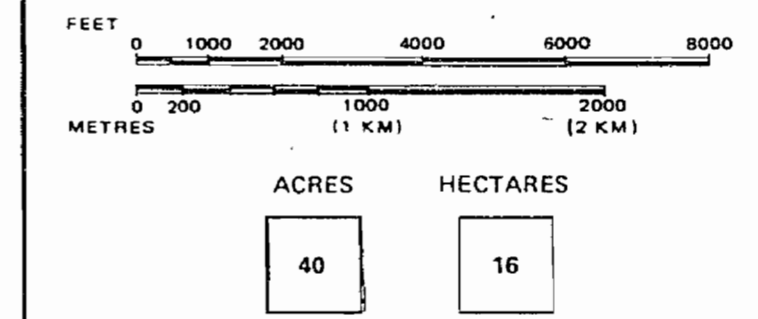 FEET
0 1000 2000 4000 6000 8000
0 200 1000 2000
METRES (1 KM) (2 KM)
ACRES HECTARES
40 16